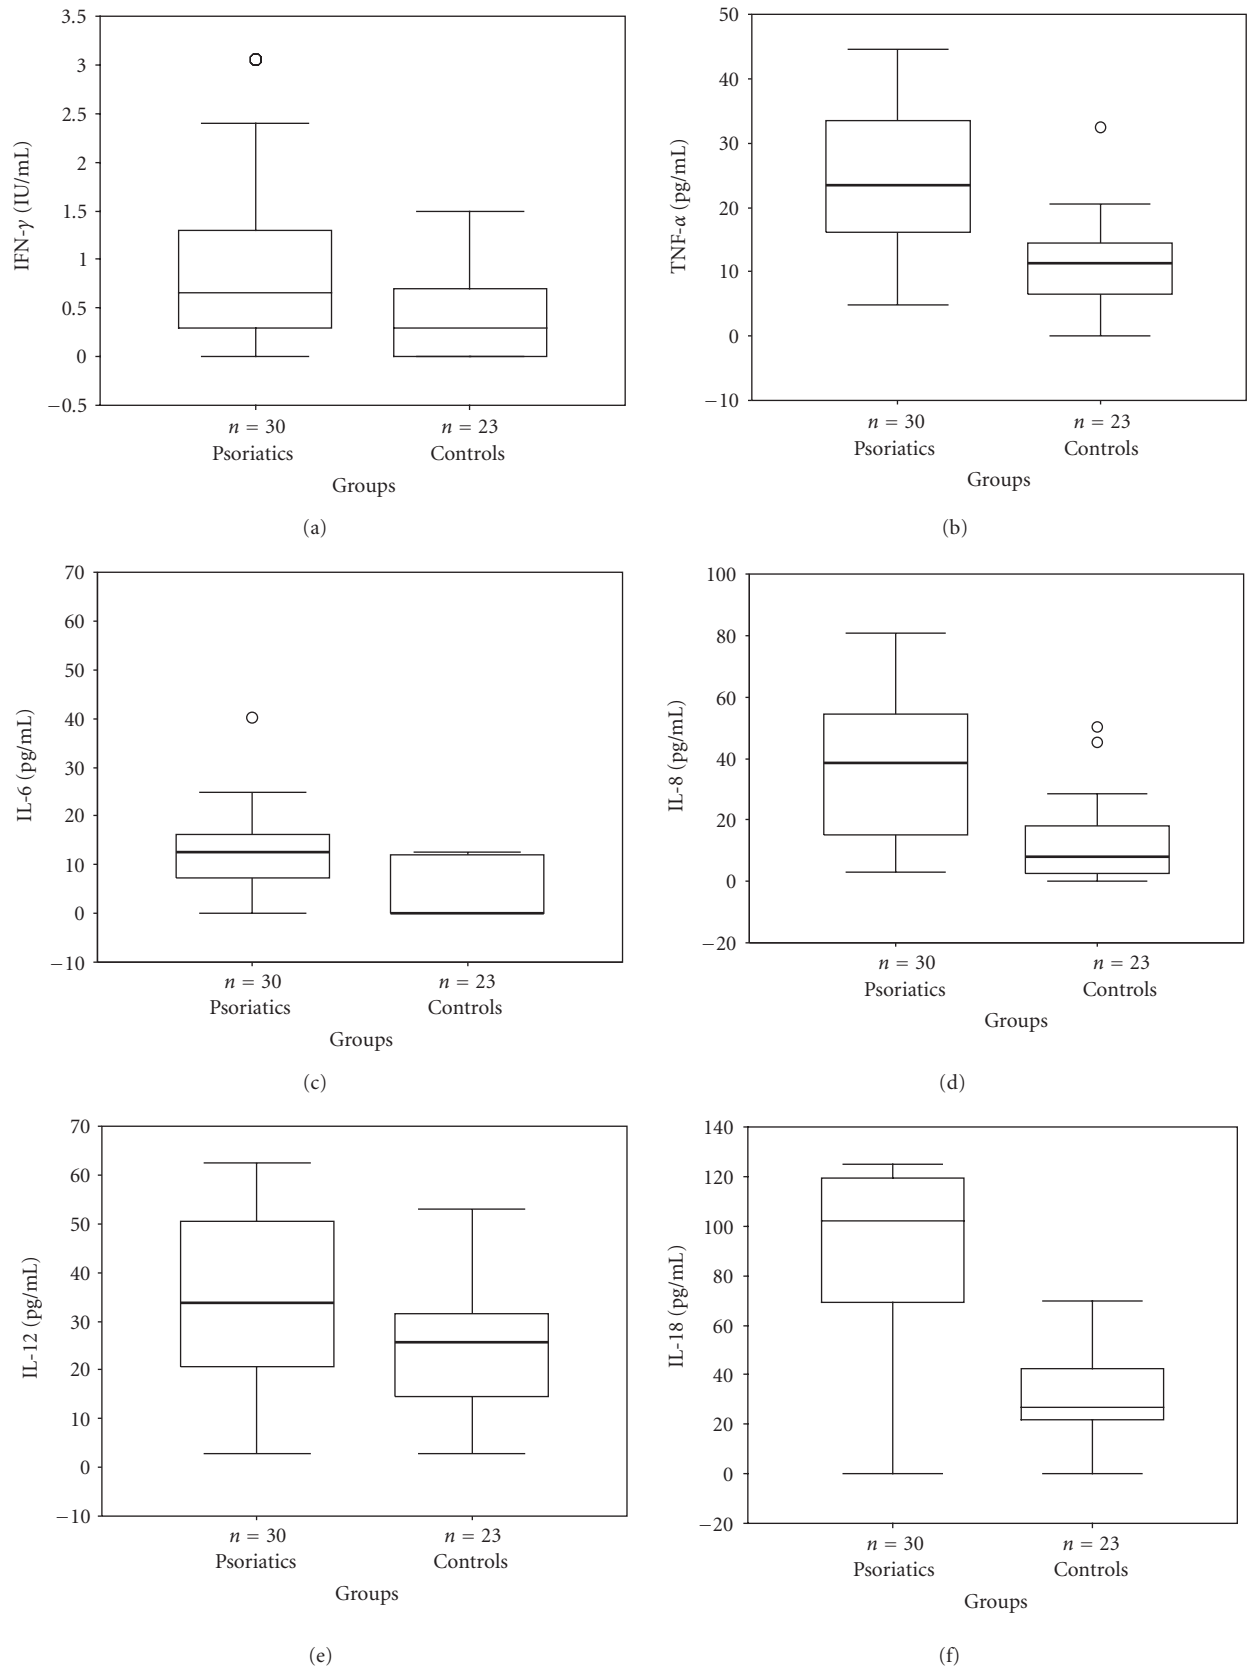 3.5
3
2.5
2
1.5
1
0.5
0
−0.5
IFN-γ (IU/mL)
n = 30
Psoriatics
n = 23
Controls
Groups
(a)
50
40
30
20
10
0
−10
TNF-α (pg/mL)
n = 30
Psoriatics
n = 23
Controls
Groups
(b)
70
60
50
40
30
20
10
0
−10
IL-6 (pg/mL)
n = 30
Psoriatics
n = 23
Controls
Groups
(c)
100
80
60
40
20
0
−20
IL-8 (pg/mL)
n = 30
Psoriatics
n = 23
Controls
Groups
(d)
70
60
50
40
30
20
10
0
−10
IL-12 (pg/mL)
n = 30
Psoriatics
n = 23
Controls
Groups
(e)
140
120
100
80
60
40
20
0
−20
IL-18 (pg/mL)
n = 30
Psoriatics
n = 23
Controls
Groups
(f)